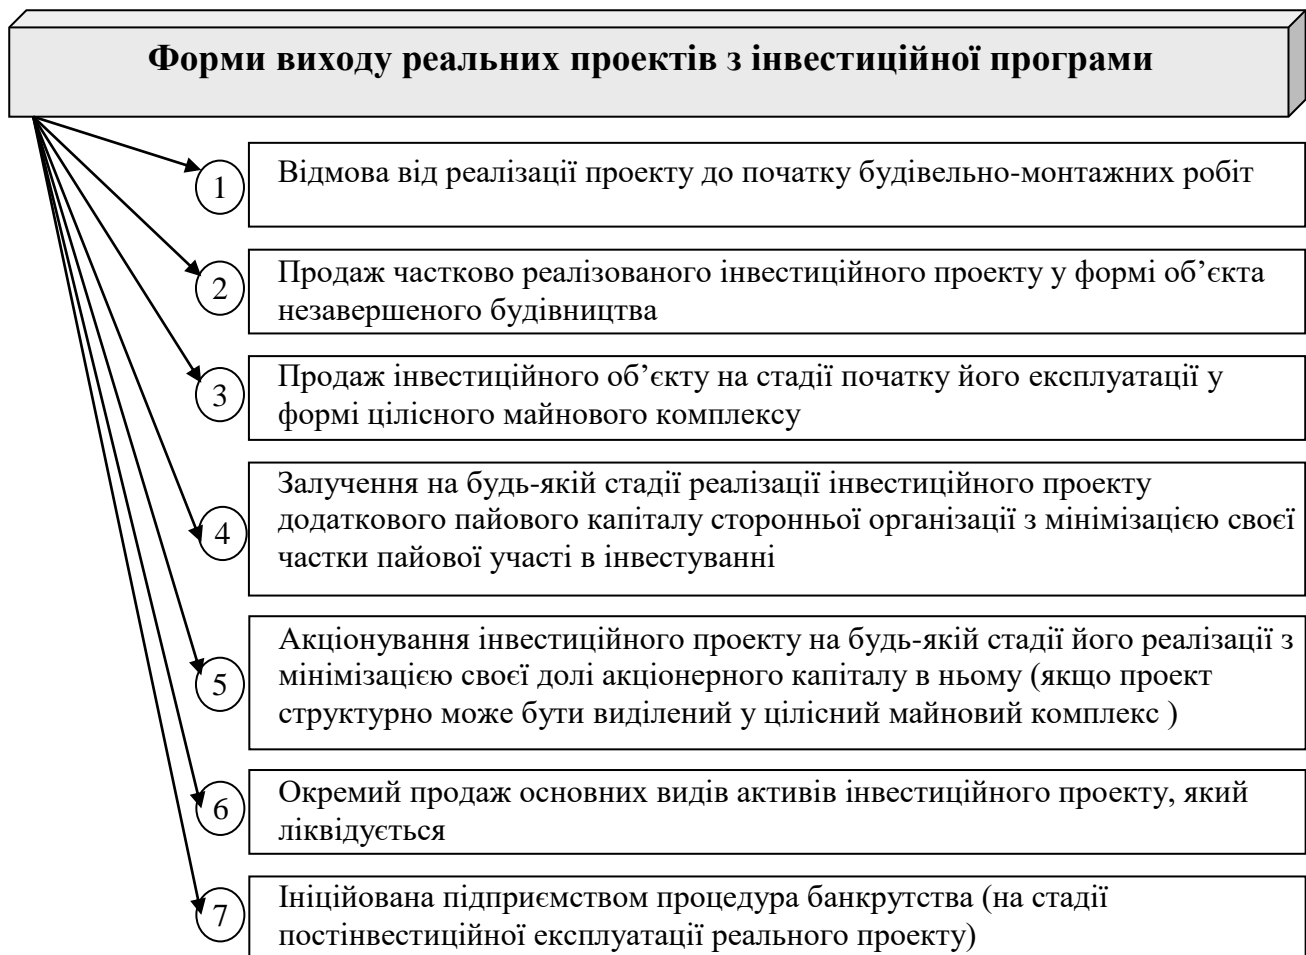 Форми виходу реальних проектів з інвестиційної програми
1
Відмова від реалізації проекту до початку будівельно-монтажних робіт
2
Продаж частково реалізованого інвестиційного проекту у формі об’єкта
незавершеного будівництва
3
Продаж інвестиційного об’єкту на стадії початку його експлуатації у
формі цілісного майнового комплексу
4
Залучення на будь-якій стадії реалізації інвестиційного проекту
додаткового пайового капіталу сторонньої організації з мінімізацією своєї
частки пайової участі в інвестуванні
5
Акціонування інвестиційного проекту на будь-якій стадії його реалізації з
мінімізацією своєї долі акціонерного капіталу в ньому (якщо проект
структурно може бути виділений у цілісний майновий комплекс )
6
Окремий продаж основних видів активів інвестиційного проекту, який
ліквідується
7
Ініційована підприємством процедура банкрутства (на стадії
постінвестиційної експлуатації реального проекту)